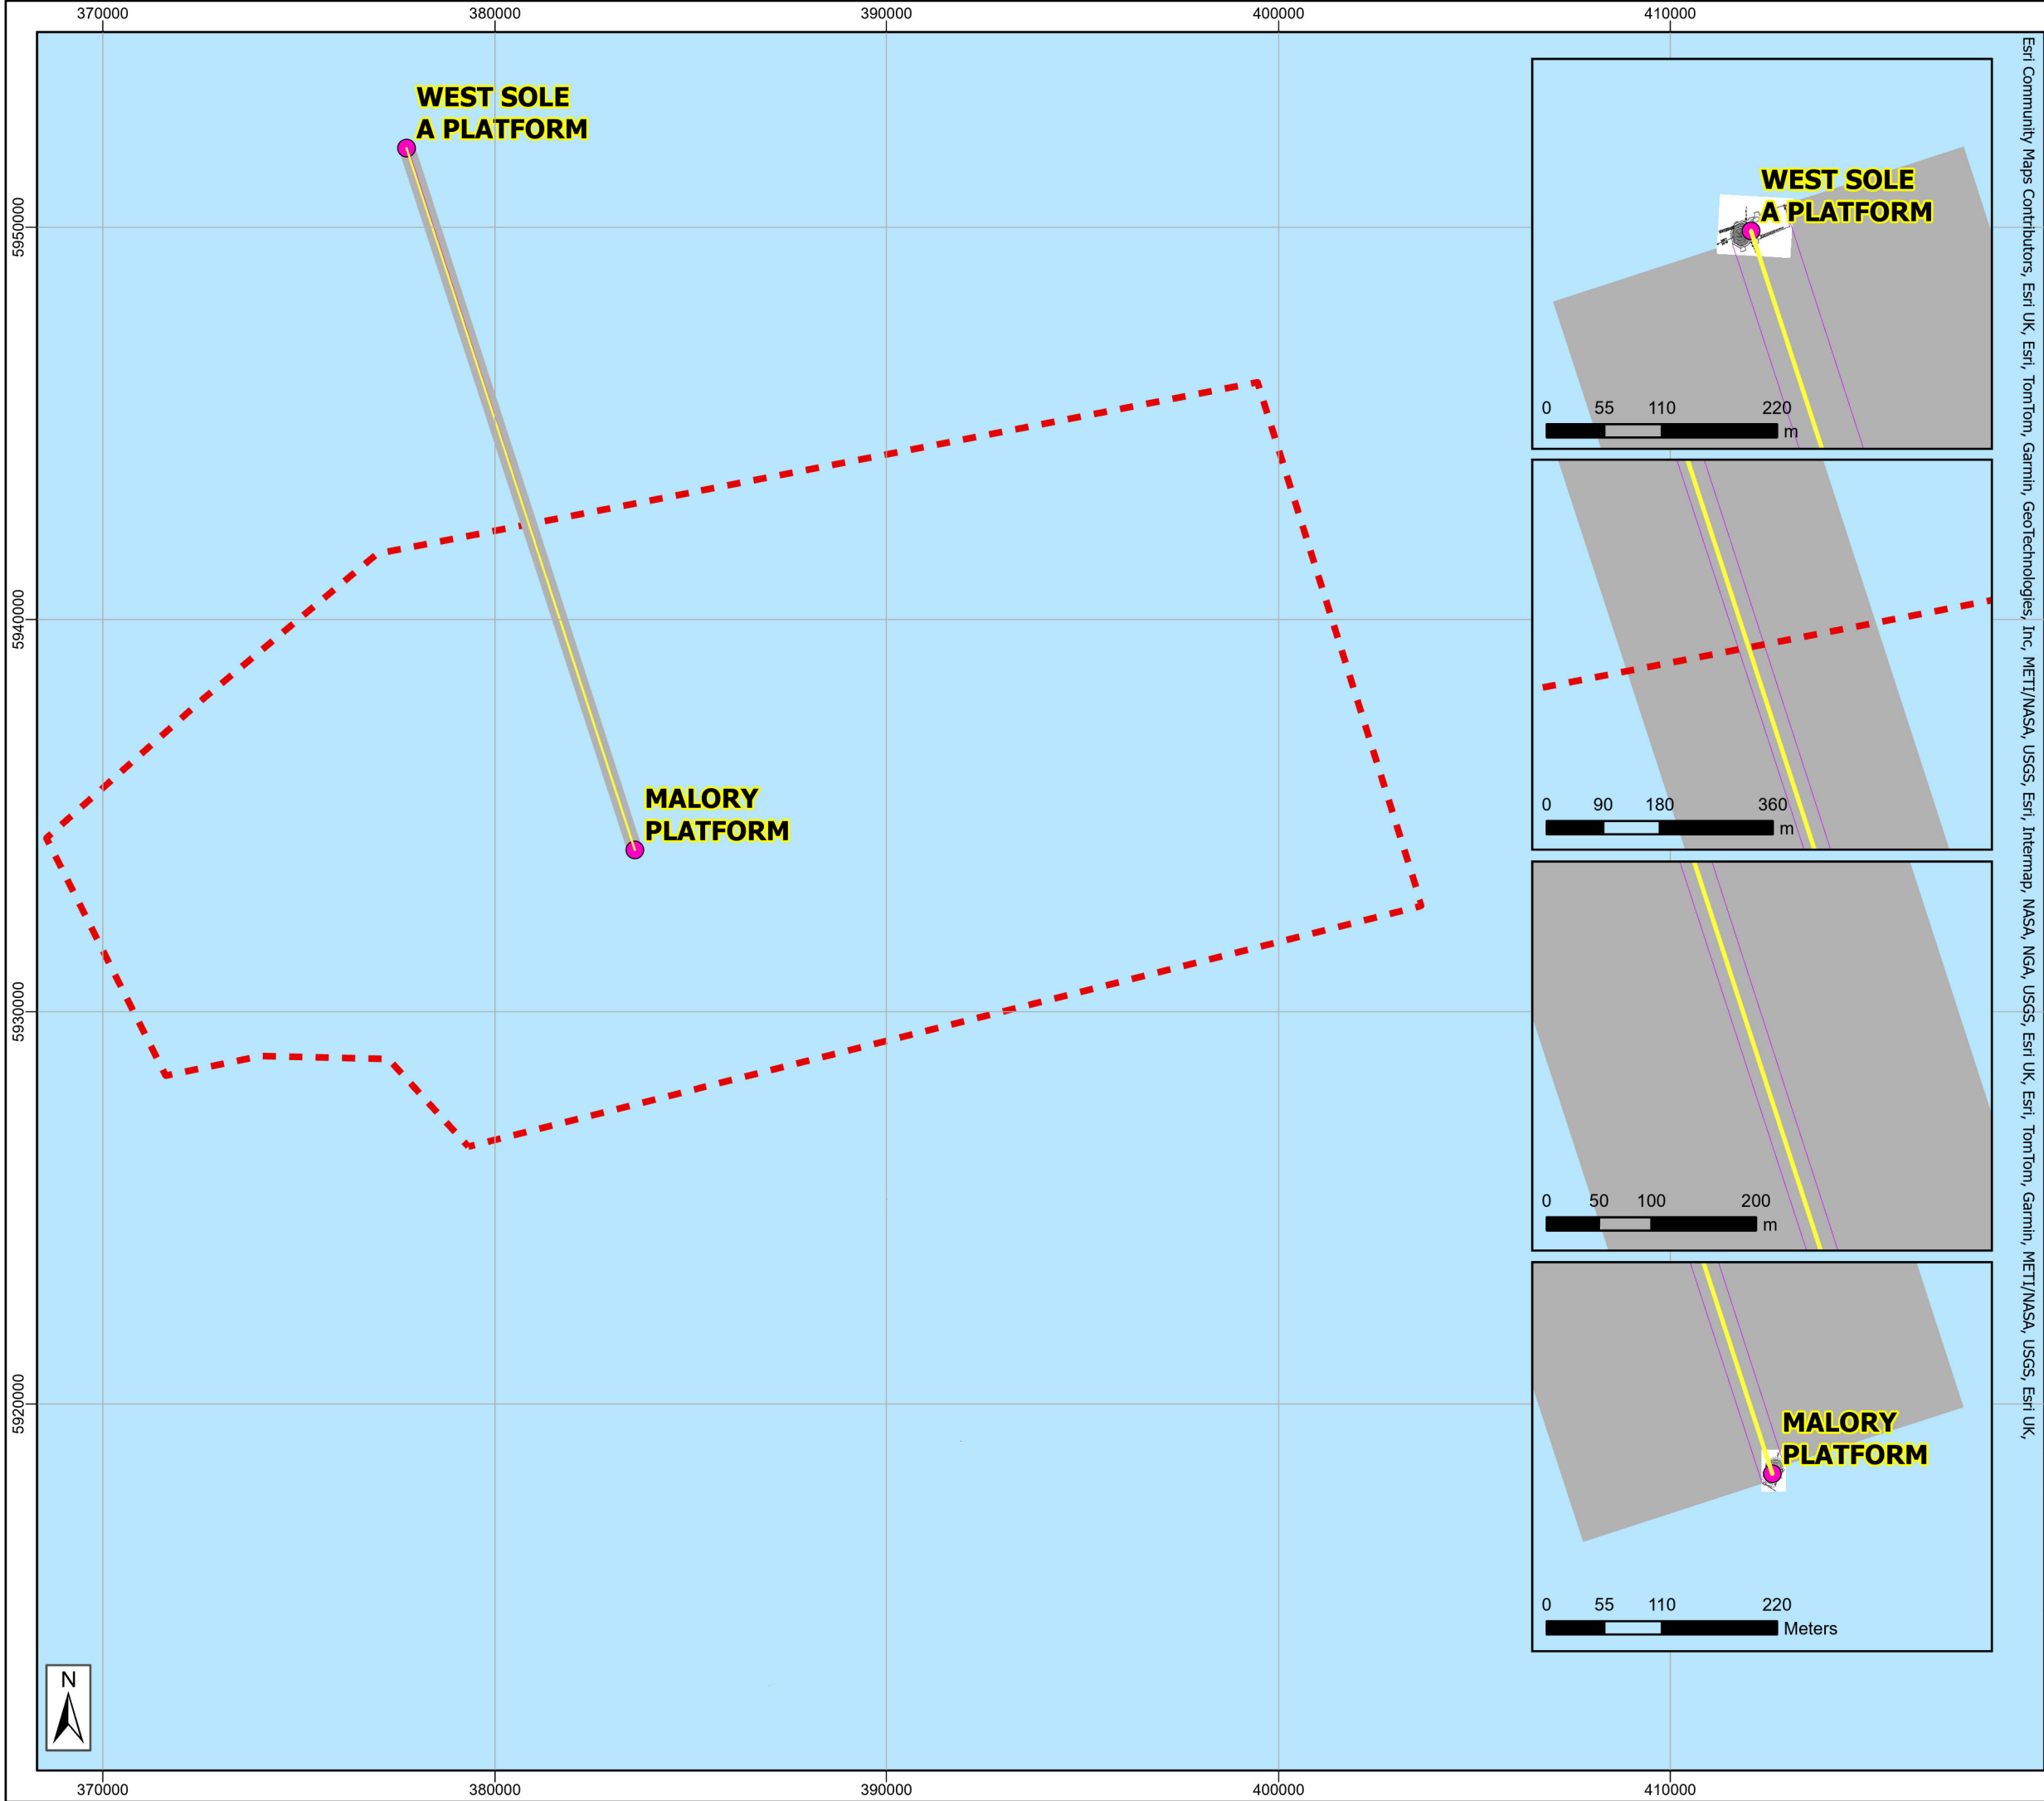 370000
380000
390000
400000
410000
5950000
5940000
5930000
5920000
WEST SOLE
A PLATFORM
MALORY
PLATFORM
WEST SOLE
A PLATFORM
0 55 110 220
m
0 90 180 360
m
0 50 100 200
m
MALORY
PLATFORM
0 55 110 220
Meters
N
370000
380000
390000
400000
410000
Esri Community Maps Contributors, Esri UK, Esri, TomTom, Garmin, GeoTechnologies, Inc, METI/NASA, USGS, Esri, Intermap, NASA, NGA, USGS, Esri UK, Esri, TomTom, Garmin, METI/NASA, USGS, Esri UK,